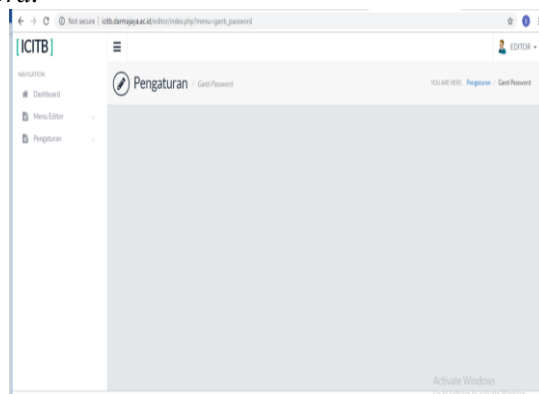 Not secure | icitb.darmajaya.ac.id/editor/index.php?menu=ganti_password
[ICITB]
EDITOR
NAVIGATION
Pengaturan / Ganti Password
YOU ARE HERE: Pengaturan / Ganti Password
Dashboard
Menu Editor
Pengaturan
Activate Windows